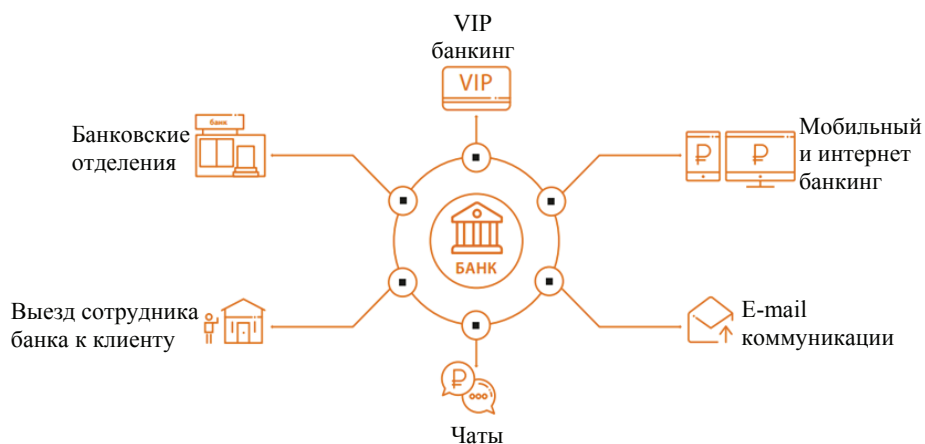 VIP
банкинг
VIP
банк
Банковские
отделения
Мобильный
и интернет
банкинг
₽
₽
БАНК
Выезд сотрудника
банка к клиенту
E-mail
коммуникации
₽
Чаты